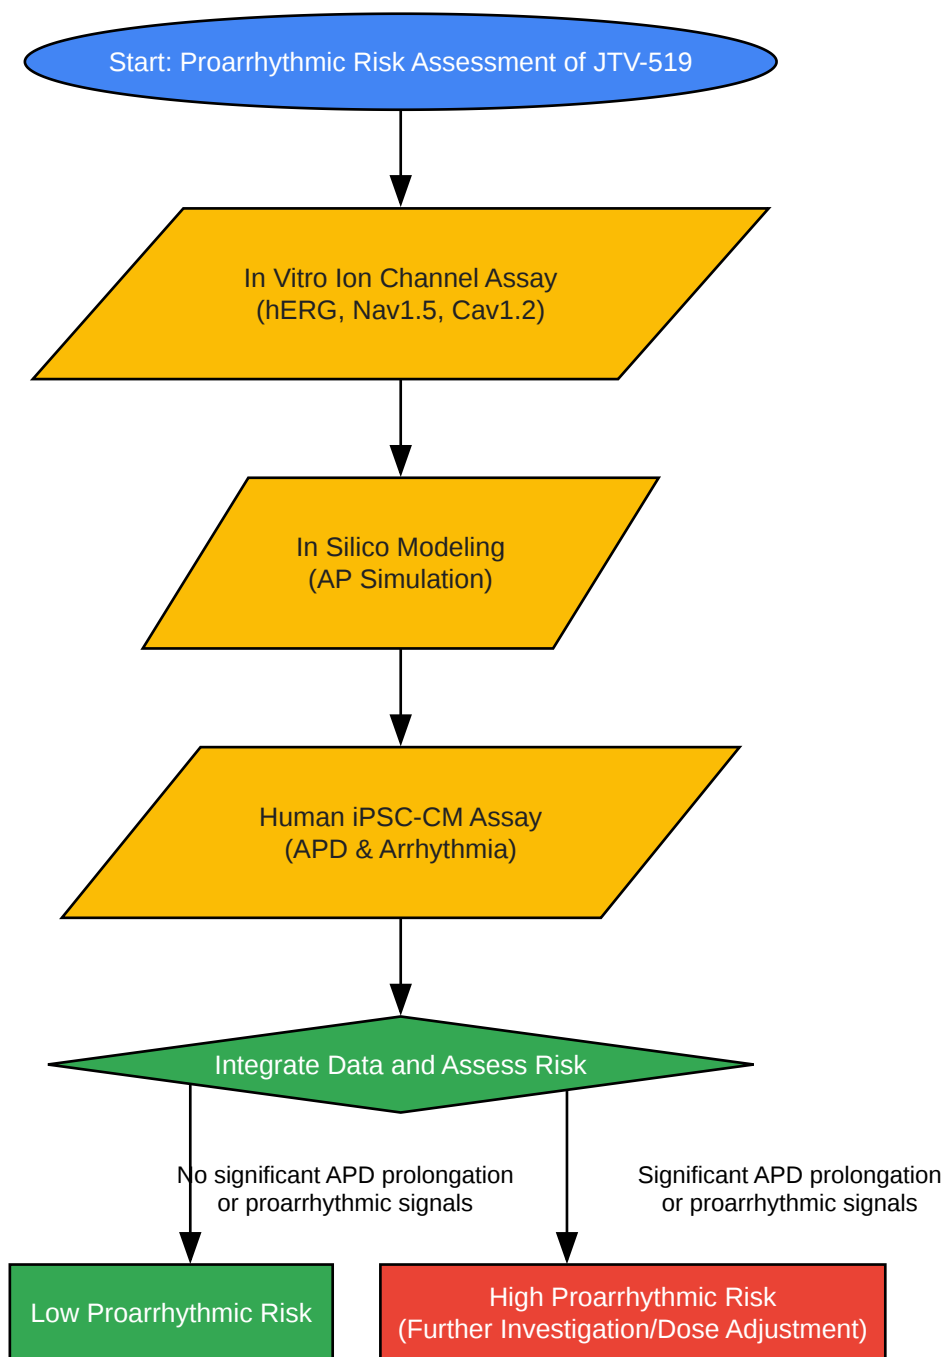 Start: Proarrhythmic Risk Assessment of JTV-519
In Vitro Ion Channel Assay
(hERG, Nav1.5, Cav1.2)
In Silico Modeling
(AP Simulation)
Human iPSC-CM Assay
(APD & Arrhythmia)
Integrate Data and Assess Risk
No significant APD prolongation
or proarrhythmic signals
Significant APD prolongation
or proarrhythmic signals
Low Proarrhythmic Risk
High Proarrhythmic Risk
(Further Investigation/Dose Adjustment)